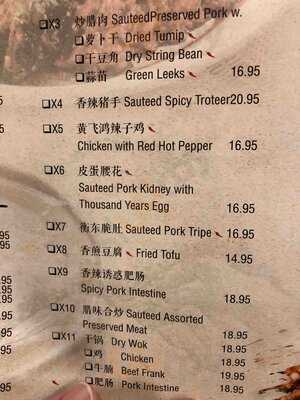 ❑X3 炒腊肉 SauteedPreserved Pork w.
❑萝卜干 Dried Turnip
❑干豆角 Dry String Bean
❑蒜苗 Green Leeks 16.95
❑X4 香辣猪手 Sauteed Spicy Troteer20.95
❑X5 黄飞鸿辣子鸡
Chicken with Red Hot Pepper 16.95
❑X6 皮蛋腰花
Sauteed Pork Kidney with
Thousand Years Egg 16.95
❑X7 衡东脆肚 Sauteed Pork Tripe 16.95
❑X8 香煎豆腐 Fried Tofu 14.95
❑X9 香辣诱惑肥肠
Spicy Pork Intestine 18.95
❑X10 腊味合炒 Sauteed Assorted
Preserved Meat 18.95
❑X11 干锅 Dry Wok
❑鸡 Chicken 18.95
❑牛腩 Beef Frank 19.95
❑肥肠 Pork Intestine 18.95
.95
.95
.95
.95
.95